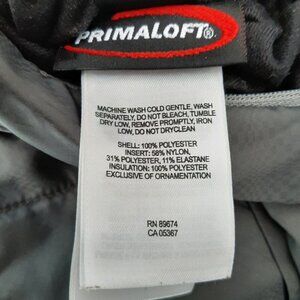 PRIMALOFT®
MACHINE WASH COLD GENTLE, WASH
SEPARATELY, DO NOT BLEACH, TUMBLE
DRY LOW, REMOVE PROMPTLY, IRON
LOW, DO NOT DRYCLEAN
SHELL: 100% POLYESTER
INSERT: 58% NYLON,
31% POLYESTER, 11% ELASTANE
INSULATION: 100% POLYESTER
EXCLUSIVE OF ORNAMENTATION
RN 89674
CA 05367